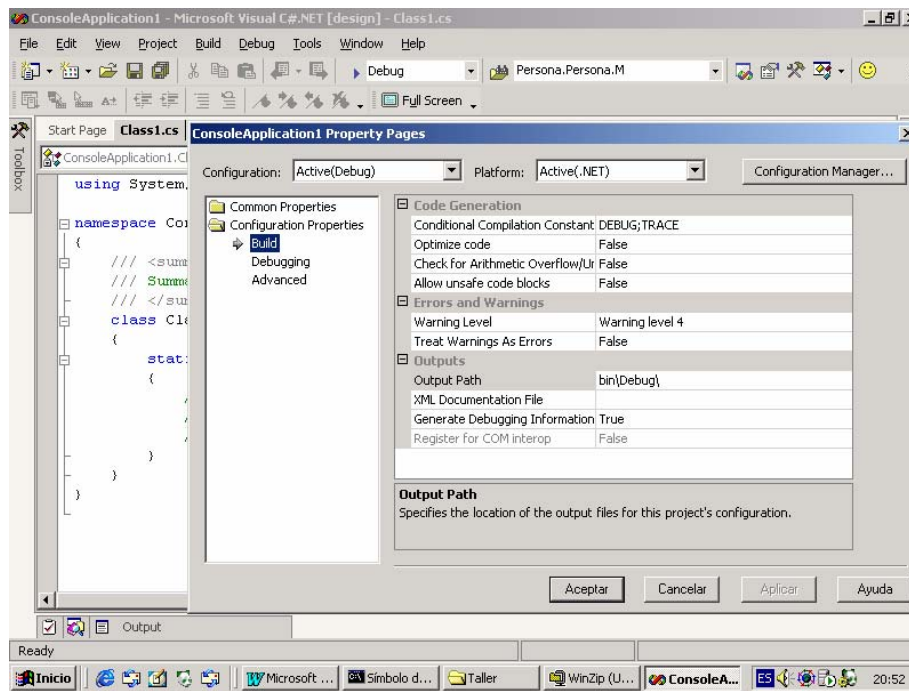 ConsoleApplication1 - Microsoft Visual C#.NET [design] - Class1.cs
File Edit View Project Build Debug Tools Window Help
Debug Persona.Persona.M
Full Screen
Toolbox
Start Page Class1.cs
ConsoleApplication1.Cl
using System
namespace Con
{
/// <summ
/// Summa
/// </sum
class Cla
{
stati
{
/
/
/
}
}
}
ConsoleApplication1 Property Pages
Configuration: Active(Debug) Platform: Active(.NET) Configuration Manager...
Common Properties
Configuration Properties
Build
Debugging
Advanced
Code Generation
Conditional Compilation Constant DEBUG;TRACE
Optimize code False
Check for Arithmetic Overflow/Ur False
Allow unsafe code blocks False
Errors and Warnings
Warning Level Warning level 4
Treat Warnings As Errors False
Outputs
Output Path bin\Debug\
XML Documentation File
Generate Debugging Information True
Register for COM interop False
Output Path
Specifies the location of the output files for this project's configuration.
Aceptar Cancelar Aplicar Ayuda
Output
Ready
Inicio Microsoft ... Símbolo d... Taller WinZip (U... ConsoleA... ES 20:52